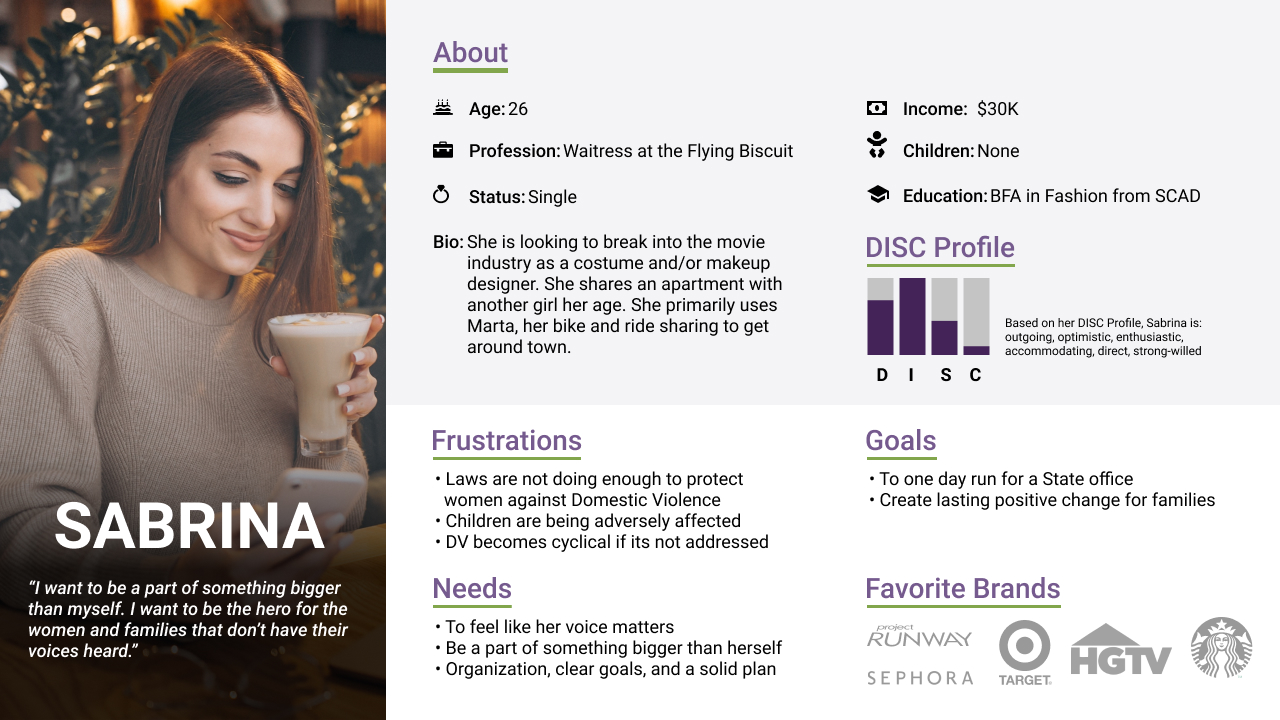 SABRINA
“I want to be a part of something bigger
than myself. I want to be the hero for the
women and families that don’t have their
voices heard.”
About
Age: 26
Profession: Waitress at the Flying Biscuit
Status: Single
Bio: She is looking to break into the movie
industry as a costume and/or makeup
designer. She shares an apartment with
another girl her age. She primarily uses
Marta, her bike and ride sharing to get
around town.
Income: $30K
Children: None
Education: BFA in Fashion from SCAD
DISC Profile
D I S C
Based on her DISC Profile, Sabrina is:
outgoing, optimistic, enthusiastic,
accommodating, direct, strong-willed
Frustrations
• Laws are not doing enough to protect
women against Domestic Violence
• Children are being adversely affected
• DV becomes cyclical if its not addressed
Goals
• To one day run for a State office
• Create lasting positive change for families
Needs
• To feel like her voice matters
• Be a part of something bigger than herself
• Organization, clear goals, and a solid plan
Favorite Brands
project
RUNWAY
SEPHORA
TARGET
HGTV